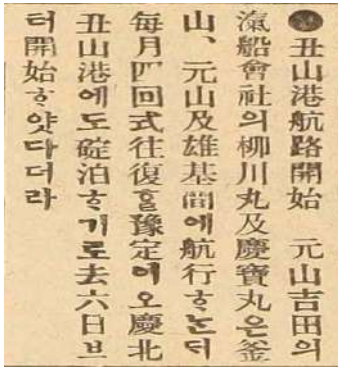 ●丑山港航路開始 元山吉田의
滊船會社의柳川丸及慶寶丸은釜
山、元山及雄基間에航行ᄒᆞᄂᆞᆫᄃᆡ
每月四回式往復ᄒᆞᆯ豫定이오慶北
丑山港에도碇泊ᄒᆞ기로去六日브
터開始ᄒᆞ얏다더라